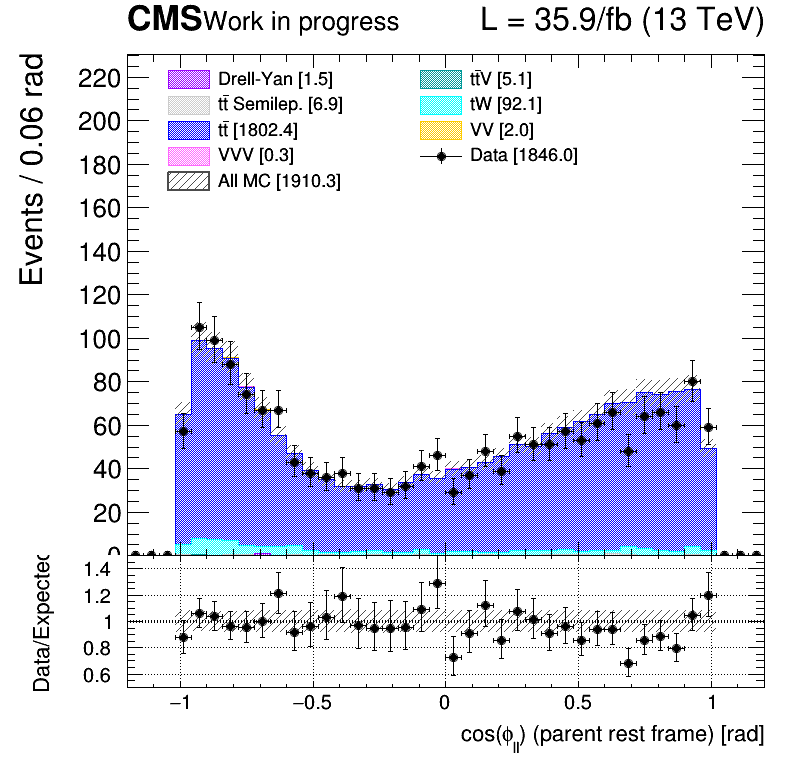 CMS Work in progress L = 35.9/fb (13 TeV)
Events / 0.06 rad
220
200
180
160
140
120
100
80
60
40
20
0
Drell-Yan [1.5]
tt̄ Semilep. [6.9]
tt̄ [1802.4]
VVV [0.3]
All MC [1910.3]
tt̄V [5.1]
tW [92.1]
VV [2.0]
Data [1846.0]
Data/Expected
1.4
1.2
1
0.8
0.6
−1 −0.5 0 0.5 1
cos(ϕ_ll) (parent rest frame) [rad]